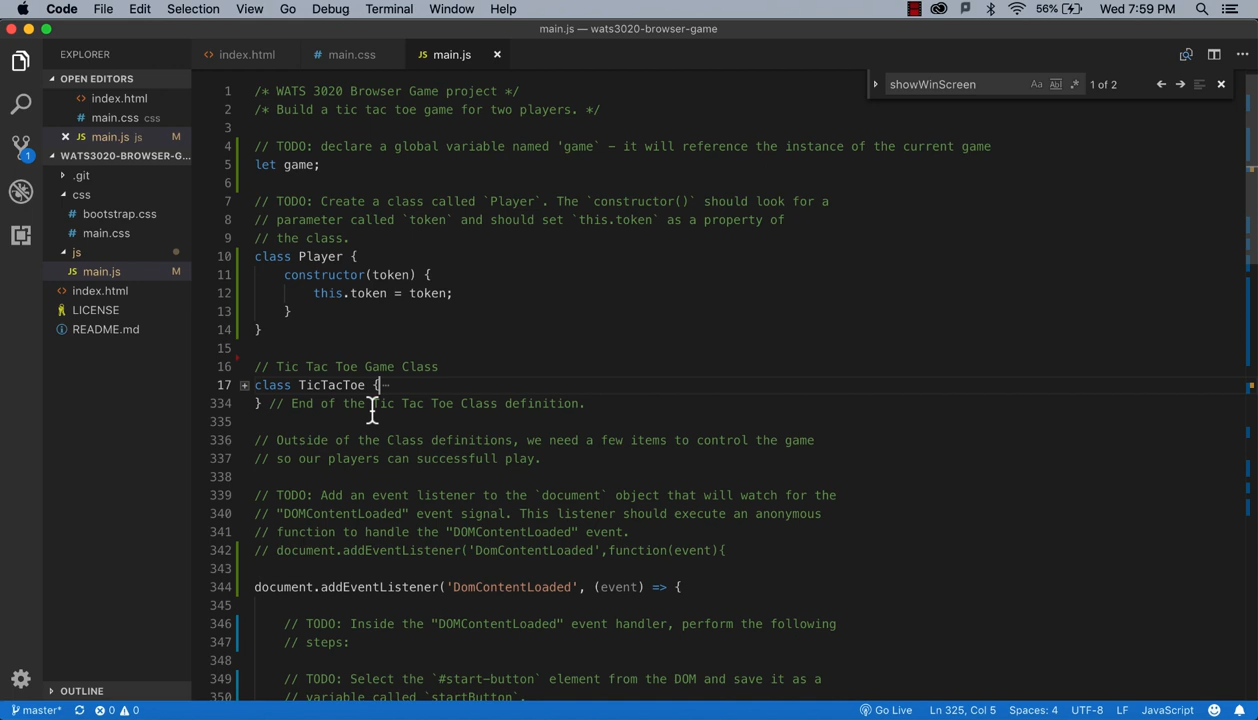 Code File Edit Selection View Go Debug Terminal Window Help 56% Wed 7:59 PM
main.js — wats3020-browser-game
EXPLORER
index.html
main.css
main.js
OPEN EDITORS
index.html
main.css css
main.js js M
WATS3020-BROWSER-G...
.git
css
bootstrap.css
main.css
js
main.js M
index.html
LICENSE
README.md
OUTLINE
showWinScreen Aa Abl .* 1 of 2
1 /* WATS 3020 Browser Game project */
2 /* Build a tic tac toe game for two players. */
3
4 // TODO: declare a global variable named 'game' - it will reference the instance of the current game
5 let game;
6
7 // TODO: Create a class called `Player`. The `constructor()` should look for a
8 // parameter called `token` and should set `this.token` as a property of
9 // the class.
10 class Player {
11 constructor(token) {
12 this.token = token;
13 }
14 }
15
16 // Tic Tac Toe Game Class
17 class TicTacToe {…
334 } // End of the Tic Tac Toe Class definition.
335
336 // Outside of the Class definitions, we need a few items to control the game
337 // so our players can successfull play.
338
339 // TODO: Add an event listener to the `document` object that will watch for the
340 // "DOMContentLoaded" event signal. This listener should execute an anonymous
341 // function to handle the "DOMContentLoaded" event.
342 // document.addEventListener('DomContentLoaded',function(event){
343
344 document.addEventListener('DomContentLoaded', (event) => {
345
346 // TODO: Inside the "DOMContentLoaded" event handler, perform the following
347 // steps:
348
349 // TODO: Select the `#start-button` element from the DOM and save it as a
350 // variable called `startButton`.
1
master* 0 0 Go Live Ln 325, Col 5 Spaces: 4 UTF-8 LF JavaScript